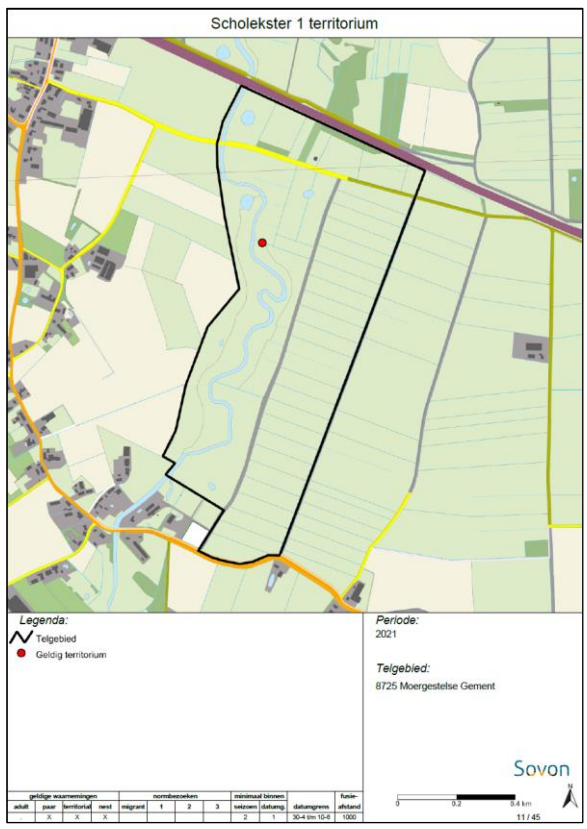 Scholekster 1 territorium
Legenda:
Telgebied
Geldig territorium
Periode:
2021
Telgebied:
8725 Moergestelse Gement
Sovon
N
0 0.2 0.4 km
11 / 45
geldige waarnemingen normbezoeken minimaal binnen fusie-
adult paar territorial nest migrant 1 2 3 seizoen datumg. datumgrens afstand
. X X X 2 1 30-4 t/m 10-6 1000